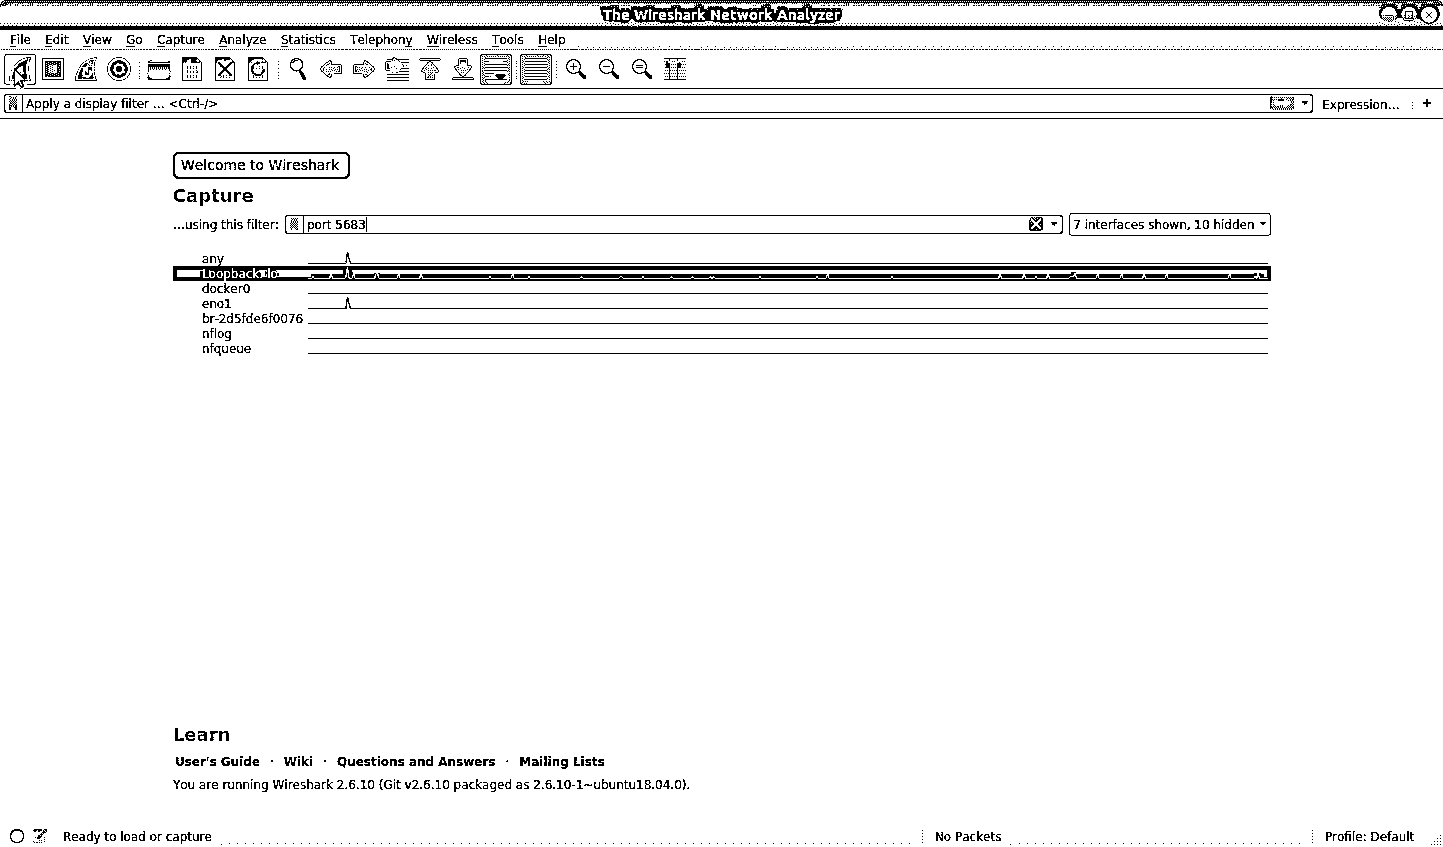 The Wireshark Network Analyzer
File Edit View Go Capture Analyze Statistics Telephony Wireless Tools Help
Apply a display filter ... <Ctrl-/> Expression... +
Welcome to Wireshark
Capture
...using this filter: port 5683 7 interfaces shown, 10 hidden
any
Loopback: lo
docker0
eno1
br-2d5fde6f0076
nflog
nfqueue
Learn
User's Guide · Wiki · Questions and Answers · Mailing Lists
You are running Wireshark 2.6.10 (Git v2.6.10 packaged as 2.6.10-1~ubuntu18.04.0).
Ready to load or capture No Packets Profile: Default